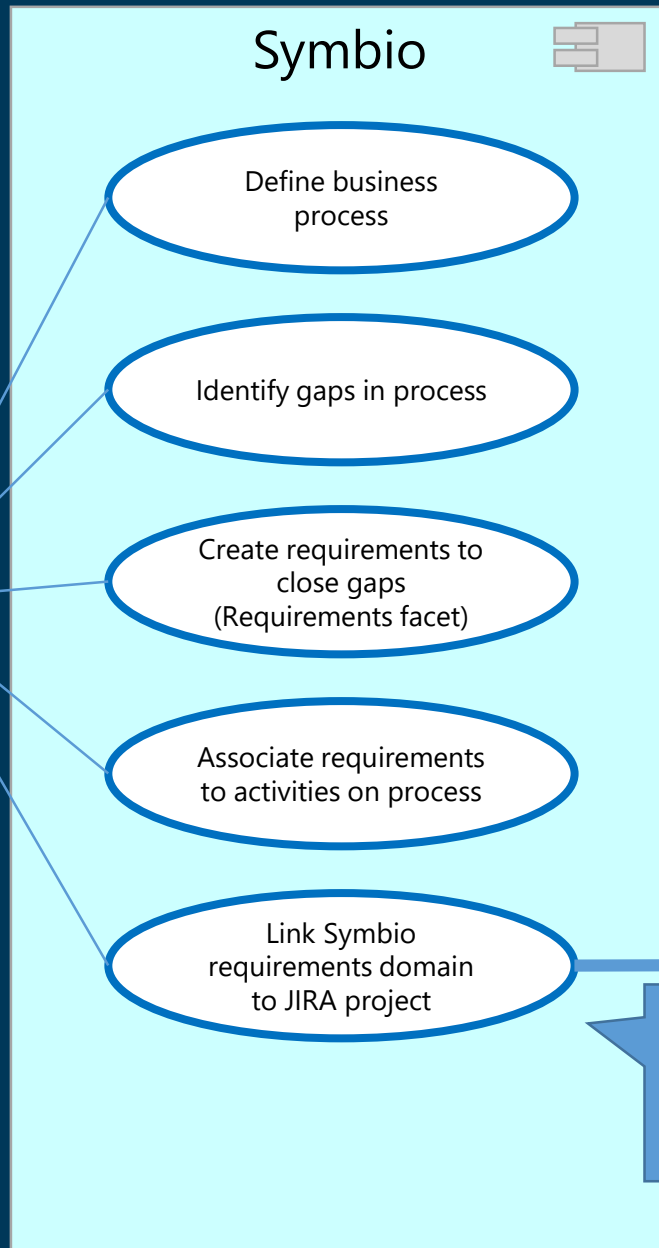 Symbio
Define business
process
Identify gaps in process
Create requirements to
close gaps
(Requirements facet)
Associate requirements
to activities on process
Link Symbio
requirements domain
to JIRA project